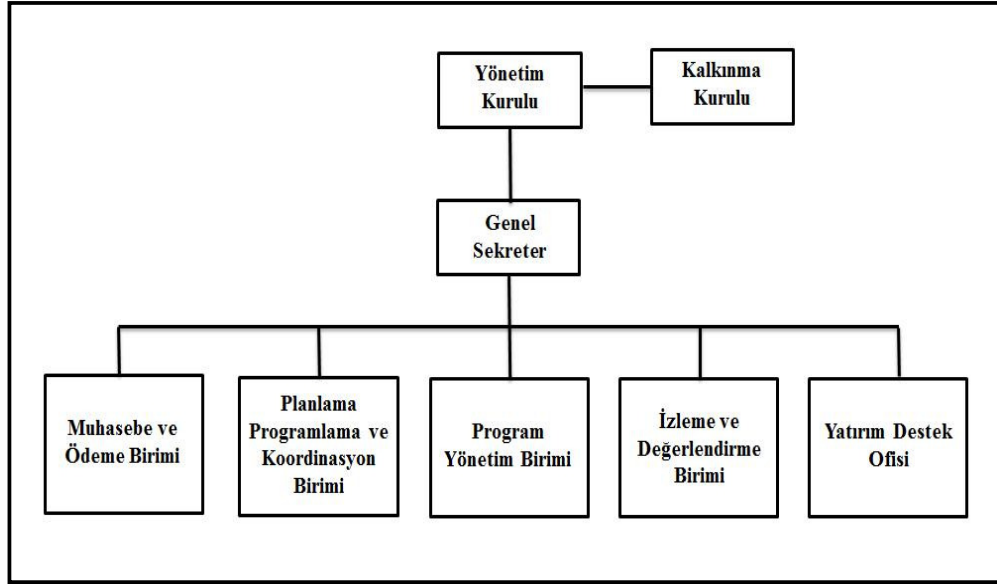 Yönetim
Kurulu
Kalkınma
Kurulu
Genel
Sekreter
Muhasebe ve
Ödeme Birimi
Planlama
Programlama ve
Koordinasyon
Birimi
Program
Yönetim Birimi
İzleme ve
Değerlendirme
Birimi
Yatırım Destek
Ofisi